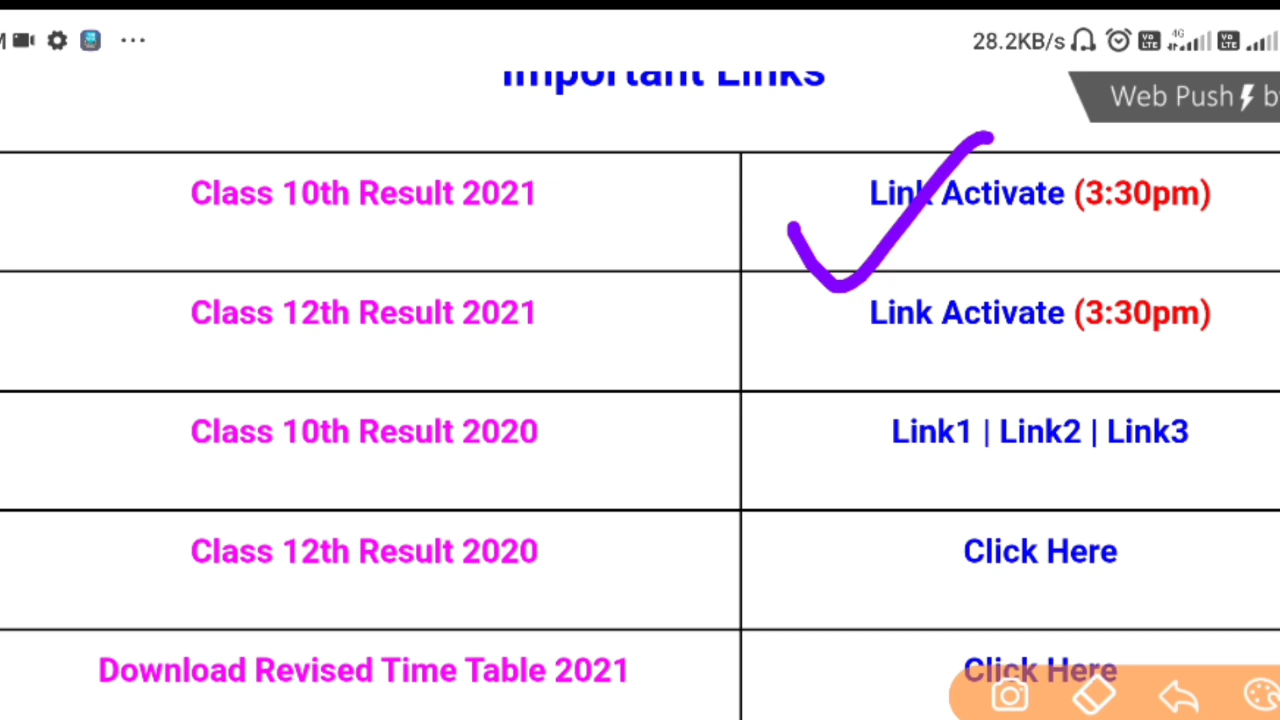 28.2KB/s
4G
Important Links
Web Push
Class 10th Result 2021 Link Activate (3:30pm)
Class 12th Result 2021 Link Activate (3:30pm)
Class 10th Result 2020 Link1 | Link2 | Link3
Class 12th Result 2020 Click Here
Download Revised Time Table 2021 Click Here